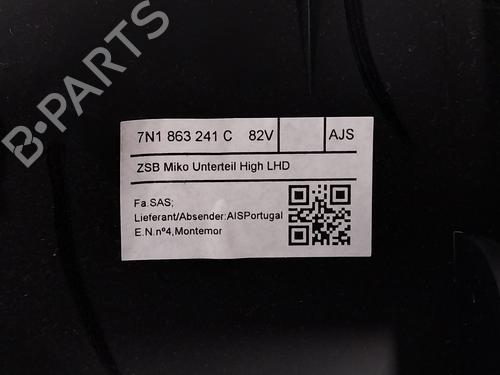 7N1 863 241 C 82V AJS
ZSB Miko Unterteil High LHD
Fa.SAS;
Lieferant/Absender:AISPortugal
E.N.nº4,Montemor
B-PARTS